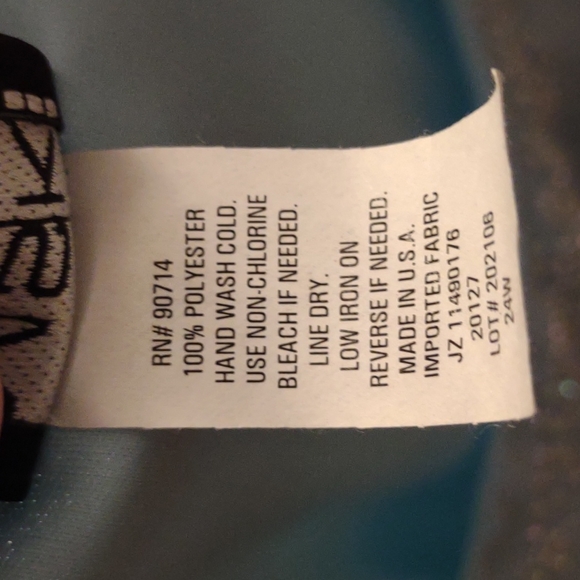 RN# 90714
100% POLYESTER
HAND WASH COLD.
USE NON-CHLORINE
BLEACH IF NEEDED.
LINE DRY.
LOW IRON ON
REVERSE IF NEEDED.
MADE IN U.S.A.
IMPORTED FABRIC
JZ 11490176
20127
LOT# 202106
24W